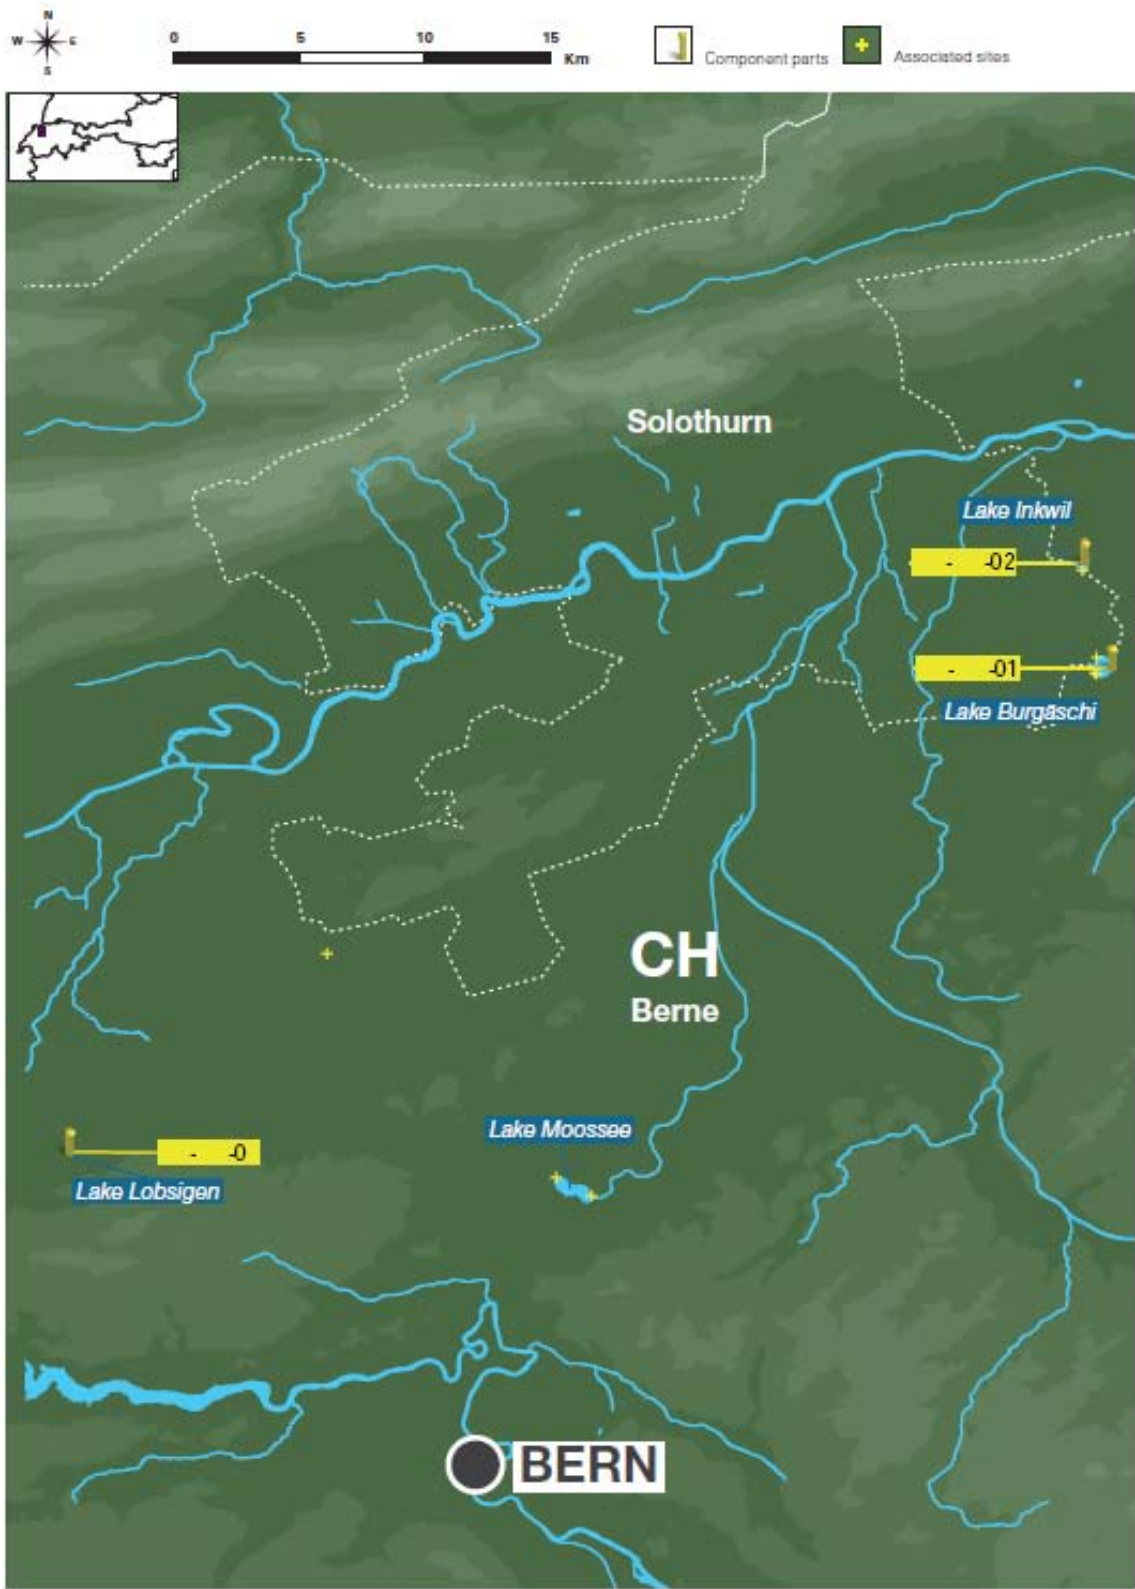 N
W E
S
0 5 10 15
Km
Component parts
Associated sites
Solothurn
Lake Inkwil
- -02
- -01
Lake Burgäschi
CH
Berne
Lake Moossee
- -0
Lake Lobsigen
BERN